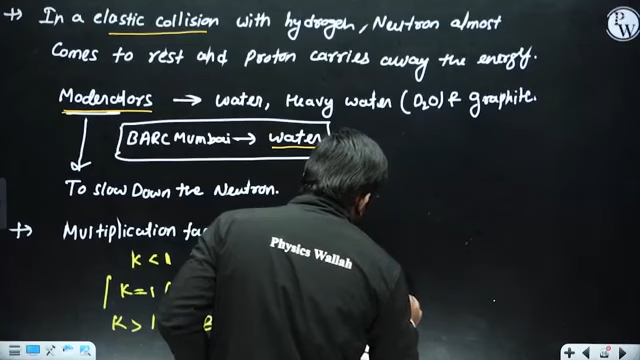 In a elastic collision with hydrogen, Neutron almost
comes to rest and proton carries away the energy.
Moderators → water, Heavy water (D2O) & graphite.
BARC Mumbai → water
To slow Down the Neutron.
Multiplication fa
K < 1
K = 1
K > 1
Physics Wallah
PW